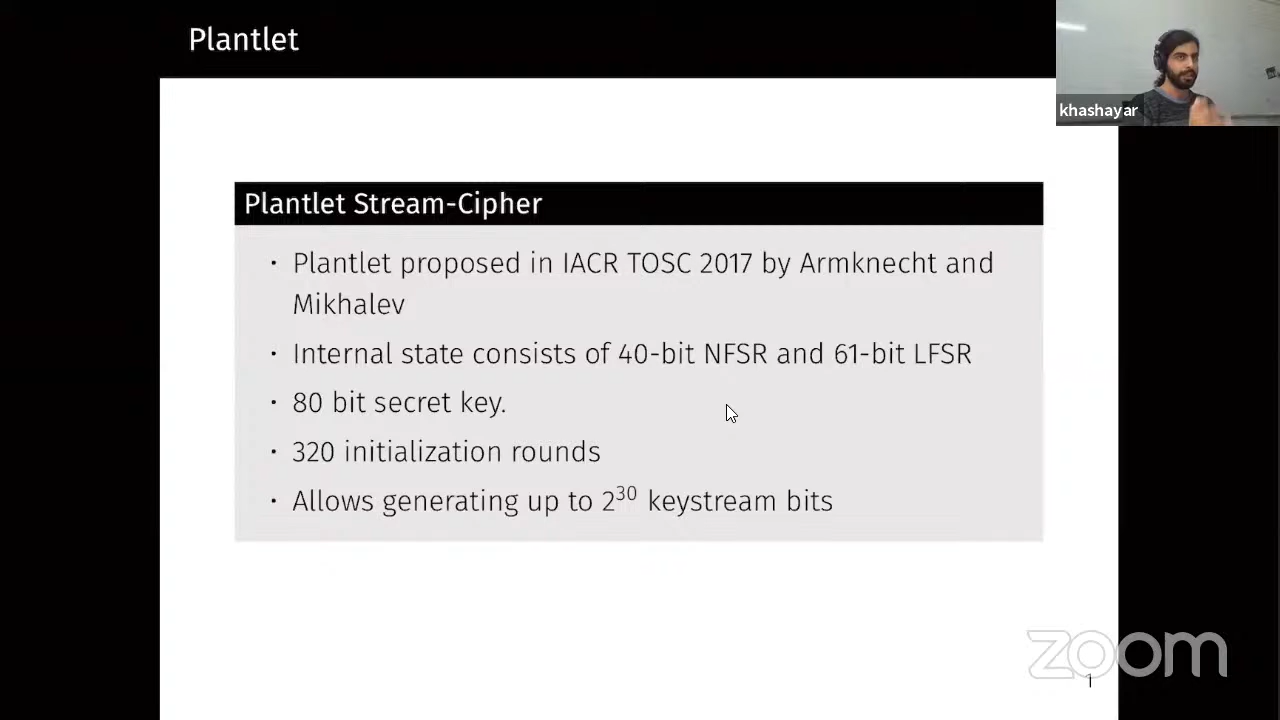 Plantlet
khashayar
Plantlet Stream-Cipher
· Plantlet proposed in IACR TOSC 2017 by Armknecht and
Mikhalev
· Internal state consists of 40-bit NFSR and 61-bit LFSR
· 80 bit secret key.
· 320 initialization rounds
· Allows generating up to 2³⁰ keystream bits
zoom
1